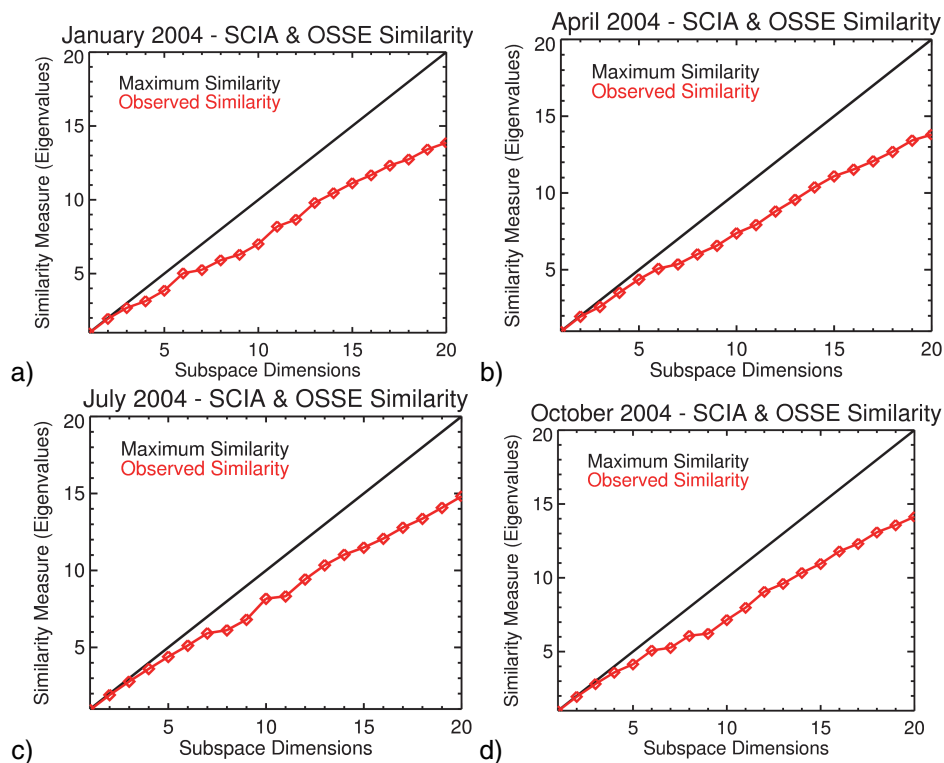 a)
January 2004 - SCIA & OSSE Similarity
Maximum Similarity
Observed Similarity
Similarity Measure (Eigenvalues)
20
15
10
5
5
10
15
20
Subspace Dimensions
b)
April 2004 - SCIA & OSSE Similarity
Maximum Similarity
Observed Similarity
Similarity Measure (Eigenvalues)
20
15
10
5
5
10
15
20
Subspace Dimensions
c)
July 2004 - SCIA & OSSE Similarity
Maximum Similarity
Observed Similarity
Similarity Measure (Eigenvalues)
20
15
10
5
5
10
15
20
Subspace Dimensions
d)
October 2004 - SCIA & OSSE Similarity
Maximum Similarity
Observed Similarity
Similarity Measure (Eigenvalues)
20
15
10
5
5
10
15
20
Subspace Dimensions